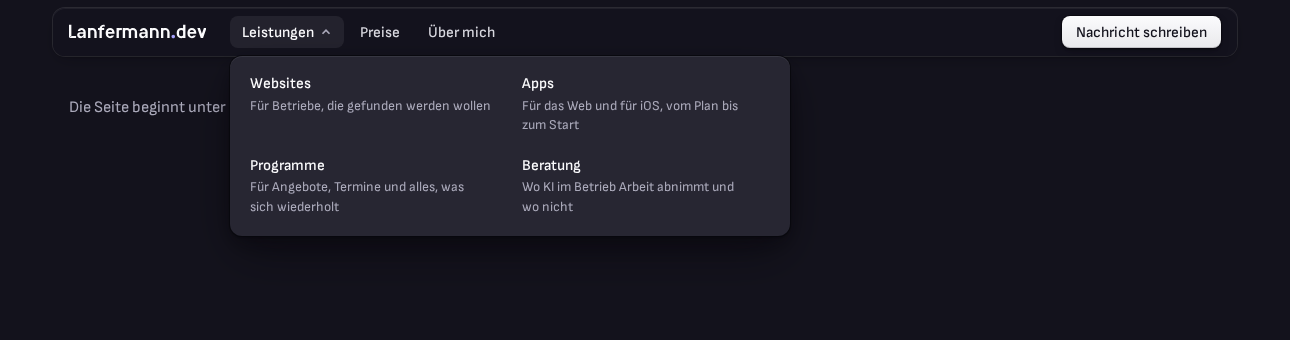 Lanfermann.dev
Leistungen
Preise
Über mich
Nachricht schreiben
Die Seite beginnt unter
Websites
Für Betriebe, die gefunden werden wollen
Apps
Für das Web und für iOS, vom Plan bis
zum Start
Programme
Für Angebote, Termine und alles, was
sich wiederholt
Beratung
Wo KI im Betrieb Arbeit abnimmt und
wo nicht